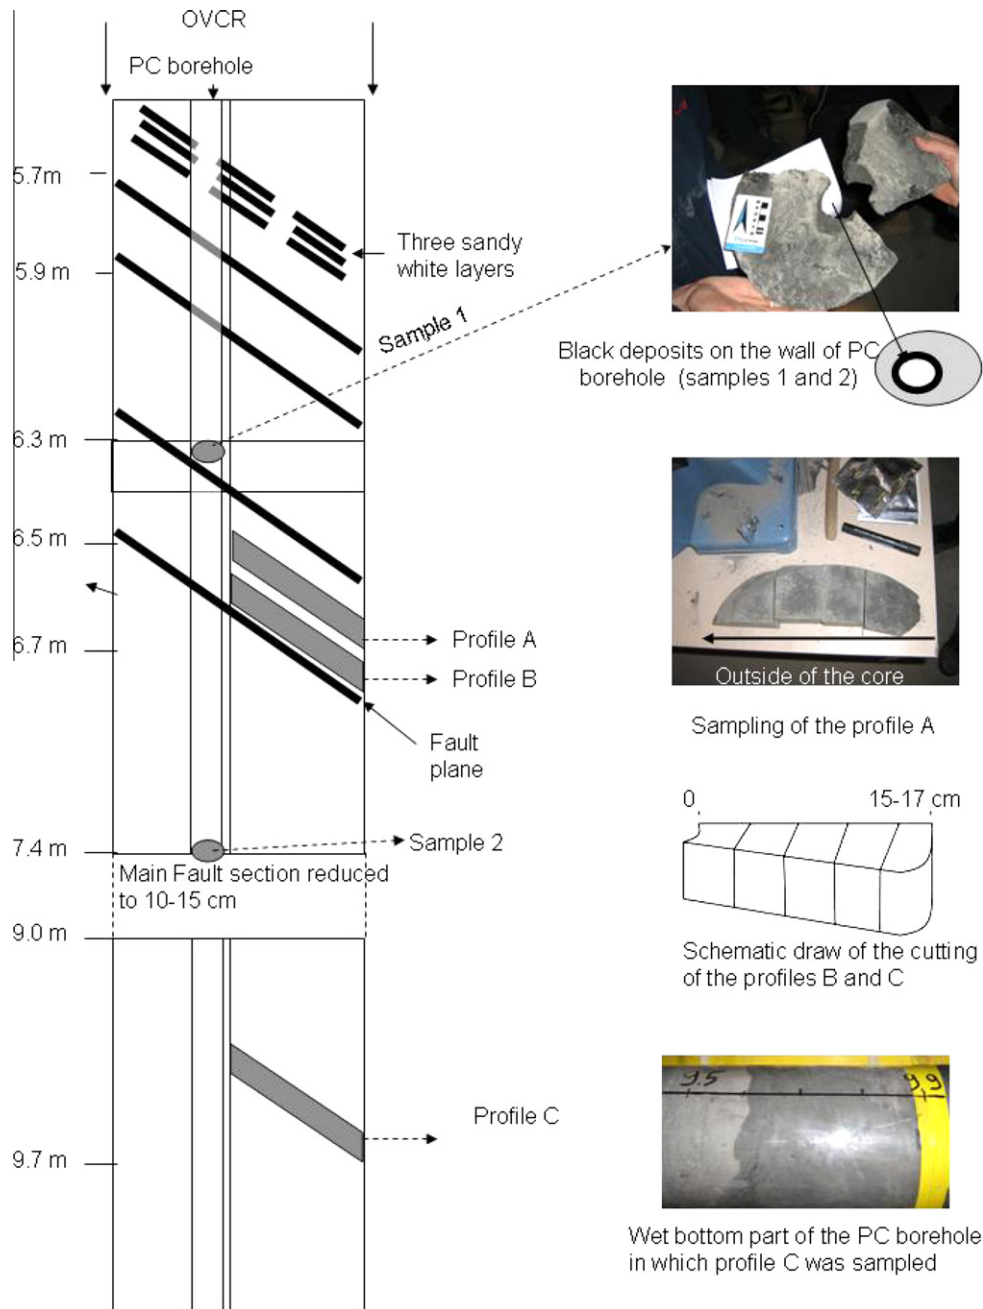 OVCR
PC borehole
5.7m
Three sandy
white layers
5.9 m
Sample 1
Black deposits on the wall of PC
borehole (samples 1 and 2)
6.3 m
6.5 m
6.7 m
Profile A
Profile B
Outside of the core
Sampling of the profile A
Fault
plane
0
15-17 cm
7.4 m
Sample 2
Main Fault section reduced
to 10-15 cm
9.0 m
Schematic draw of the cutting
of the profiles B and C
9.5
Profile C
9.7 m
Wet bottom part of the PC borehole
in which profile C was sampled